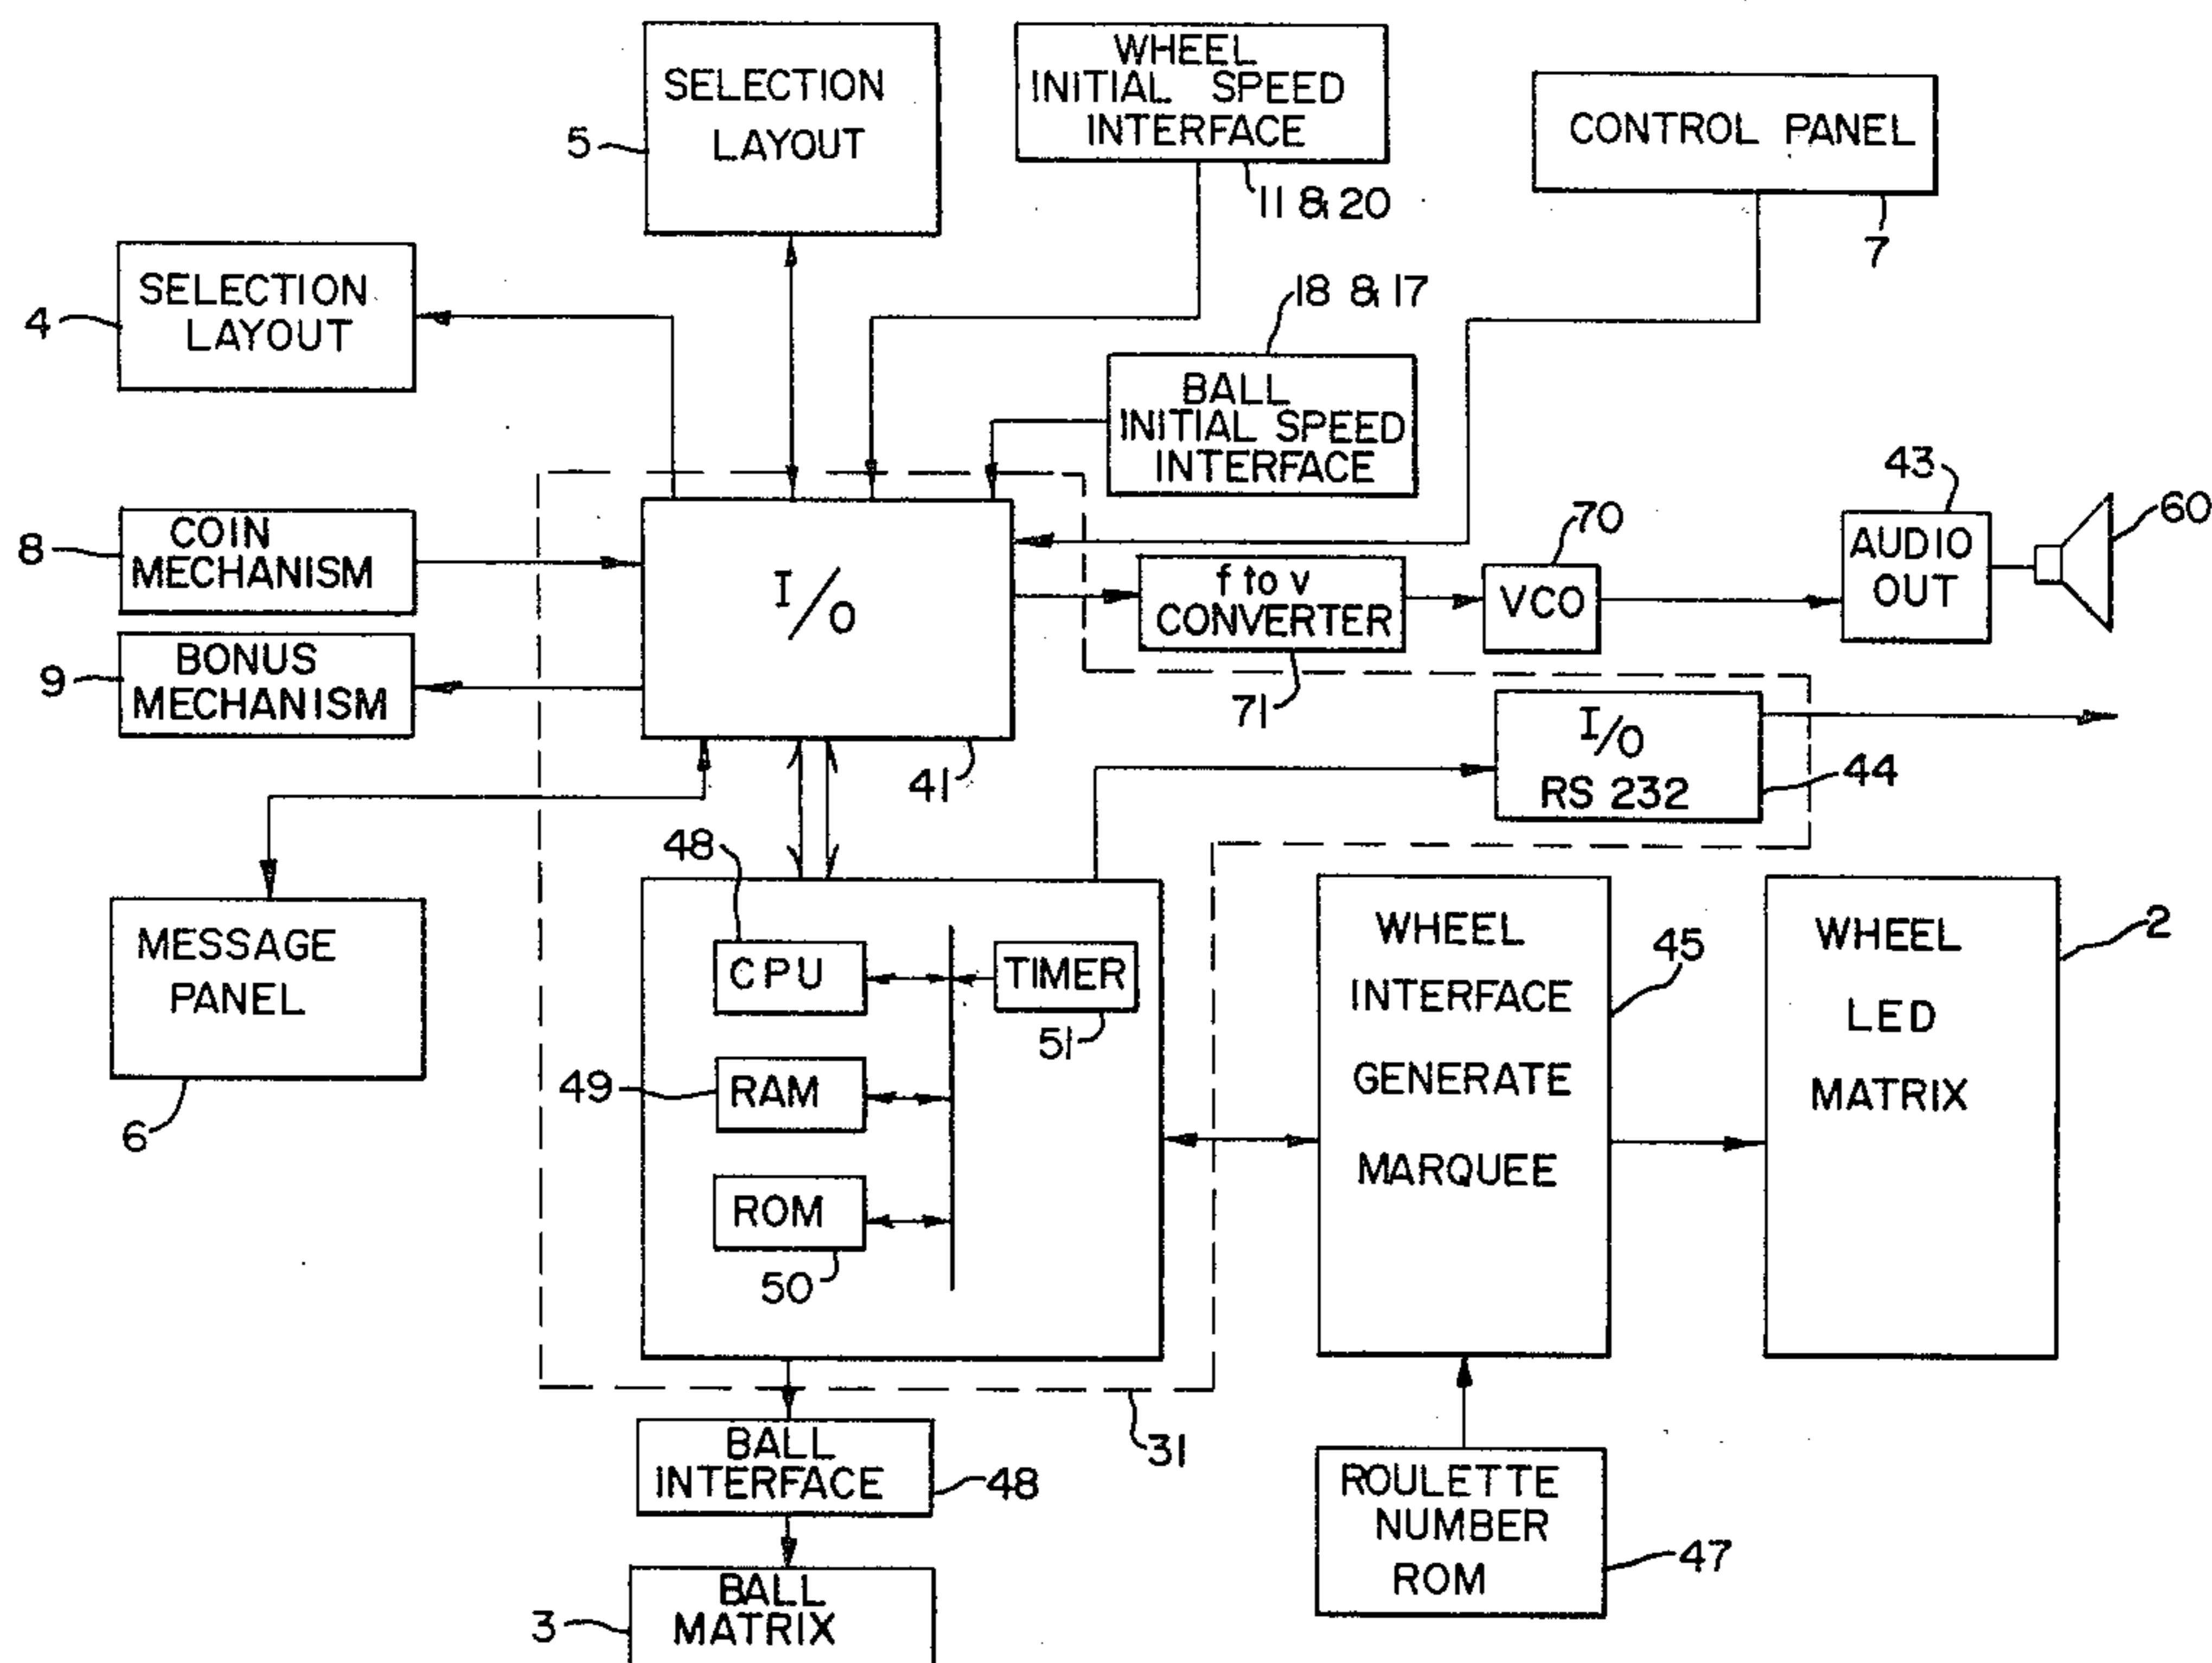 SELECTION
LAYOUT
5
WHEEL
INITIAL SPEED
INTERFACE
11 & 20
CONTROL PANEL
7
SELECTION
LAYOUT
4
18 & 17
BALL
INITIAL SPEED
INTERFACE
COIN
MECHANISM
8
BONUS
MECHANISM
9
I/O
41
f to v
CONVERTER
71
70
VCO
43
AUDIO
OUT
60
I/O
RS 232
44
MESSAGE
PANEL
6
48
CPU
TIMER
51
49
RAM
ROM
50
31
WHEEL
INTERFACE
GENERATE
MARQUEE
45
WHEEL
LED
MATRIX
2
BALL
INTERFACE
48
BALL
MATRIX
3
ROULETTE
NUMBER
ROM
47